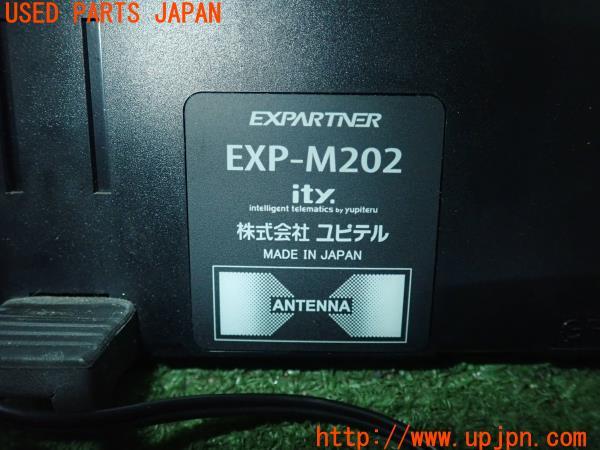 USED PARTS JAPAN
EXPARTNER
EXP-M202
ity.
intelligent telematics by yupiteru
株式会社 ユピテル
MADE IN JAPAN
ANTENNA
http://www.upjpn.com/